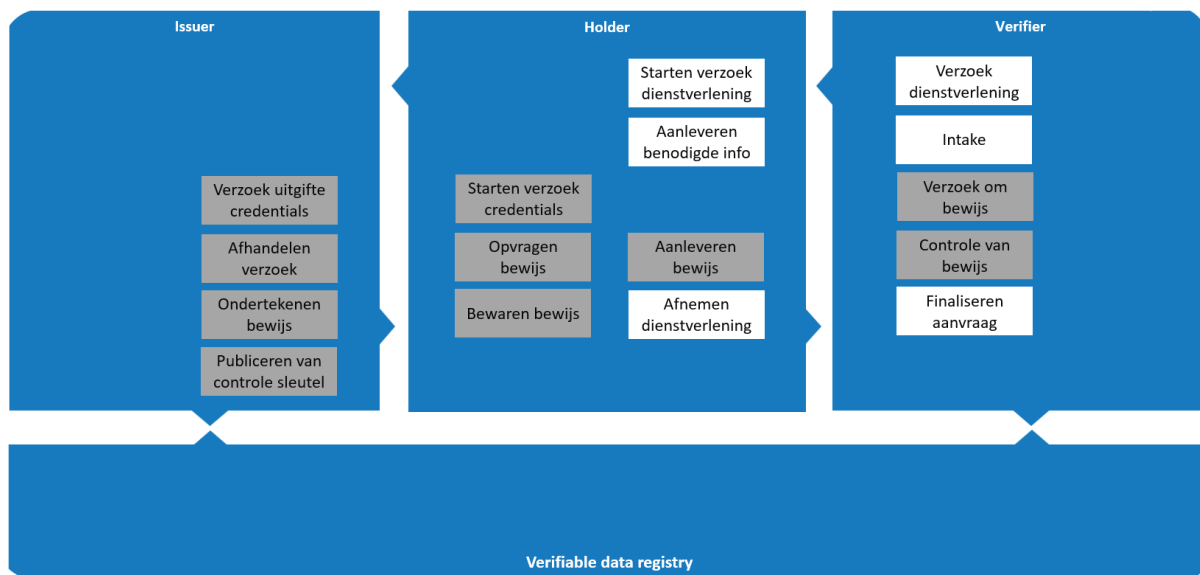 Issuer
Verzoek uitgifte
credentials
Afhandelen
verzoek
Ondertekenen
bewijs
Publiceren van
controle sleutel
Holder
Starten verzoek
dienstverlening
Aanleveren
benodigde info
Starten verzoek
credentials
Opvragen
bewijs
Aanleveren
bewijs
Bewaren bewijs
Afnemen
dienstverlening
Verifier
Verzoek
dienstverlening
Intake
Verzoek om
bewijs
Controle van
bewijs
Finaliseren
aanvraag
Verifiable data registry